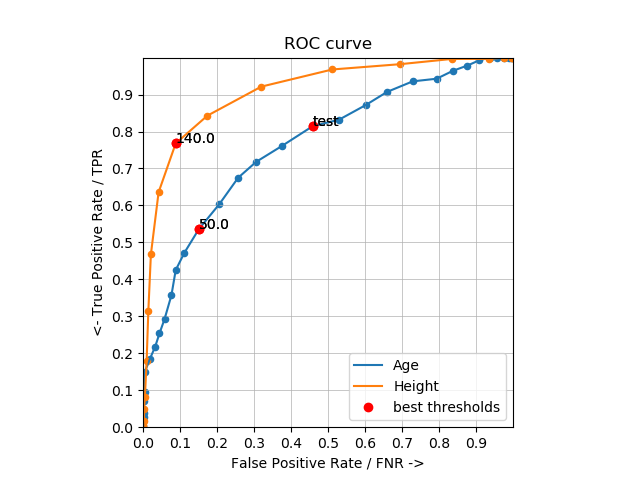 ROC curve
<- True Positive Rate / TPR
0.9
0.8
0.7
0.6
0.5
0.4
0.3
0.2
0.1
0.0
140.0
test
50.0
Age
Height
best thresholds
0.0 0.1 0.2 0.3 0.4 0.5 0.6 0.7 0.8 0.9
False Positive Rate / FNR ->